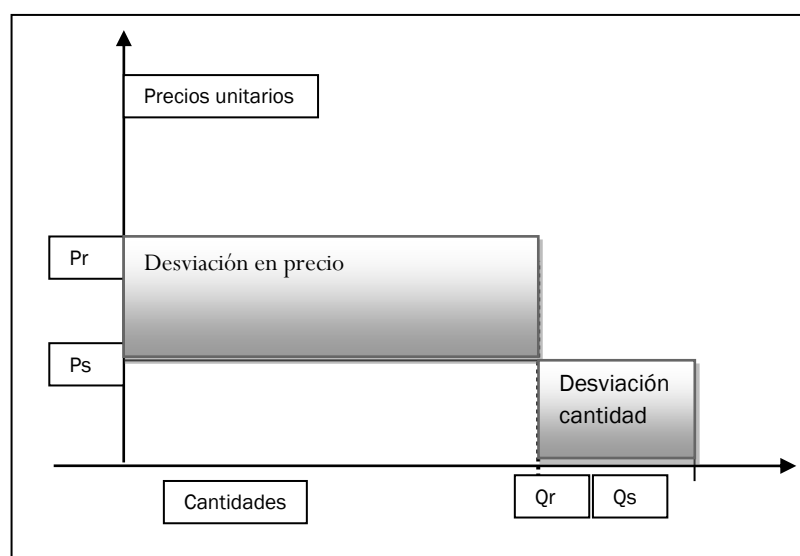 Precios unitarios
Pr
Desviación en precio
Ps
Desviación
cantidad
Cantidades
Qr
Qs